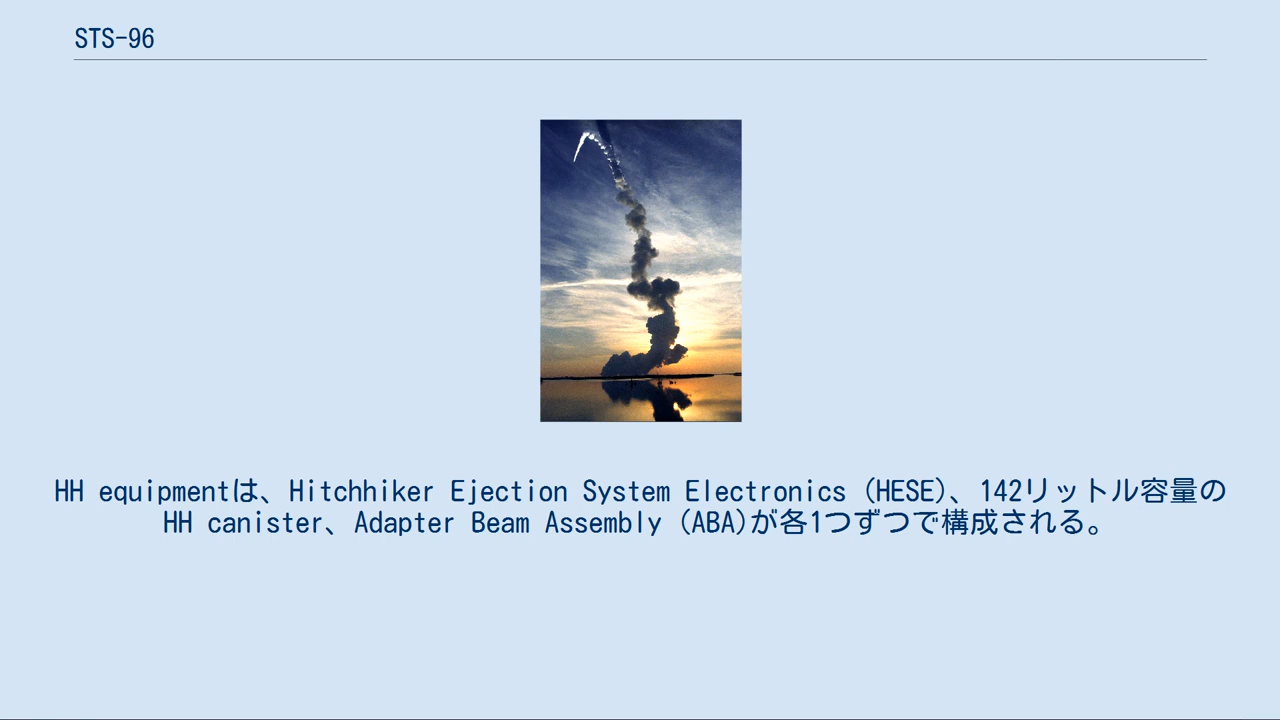 STS-96
HH equipmentは、Hitchhiker Ejection System Electronics (HESE)、142リットル容量の
HH canister、Adapter Beam Assembly (ABA)が各1つずつで構成される。